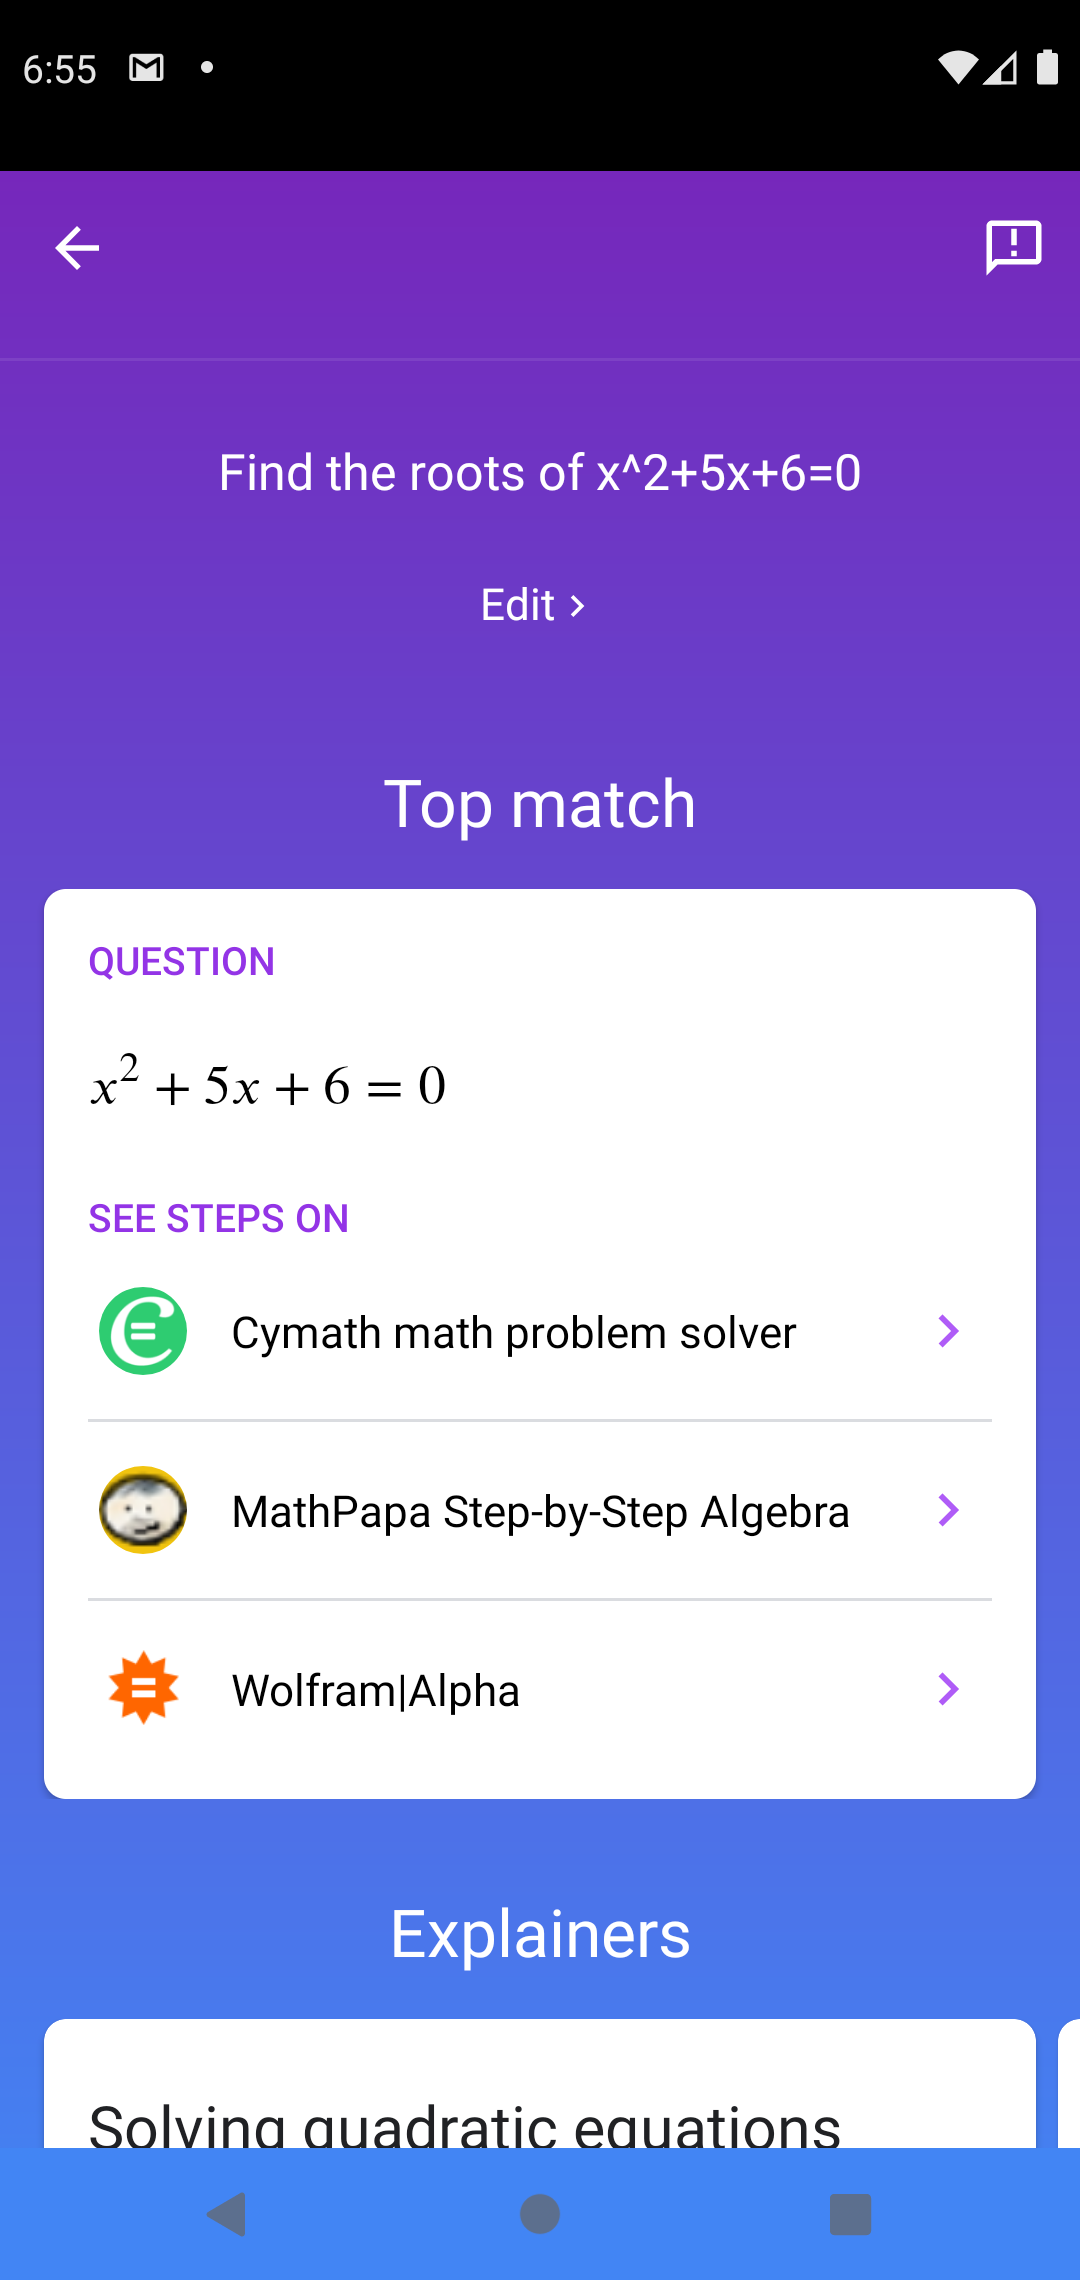 6:55
Find the roots of x^2+5x+6=0
Edit
Top match
QUESTION
x² + 5x + 6 = 0
SEE STEPS ON
Cymath math problem solver
MathPapa Step-by-Step Algebra
Wolfram|Alpha
Explainers
Solving quadratic equations